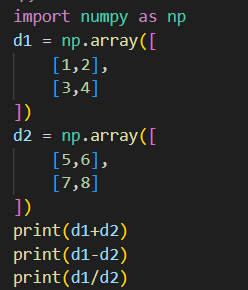 import numpy as np
d1 = np.array([
    [1,2],
    [3,4]
])
d2 = np.array([
    [5,6],
    [7,8]
])
print(d1+d2)
print(d1-d2)
print(d1/d2)